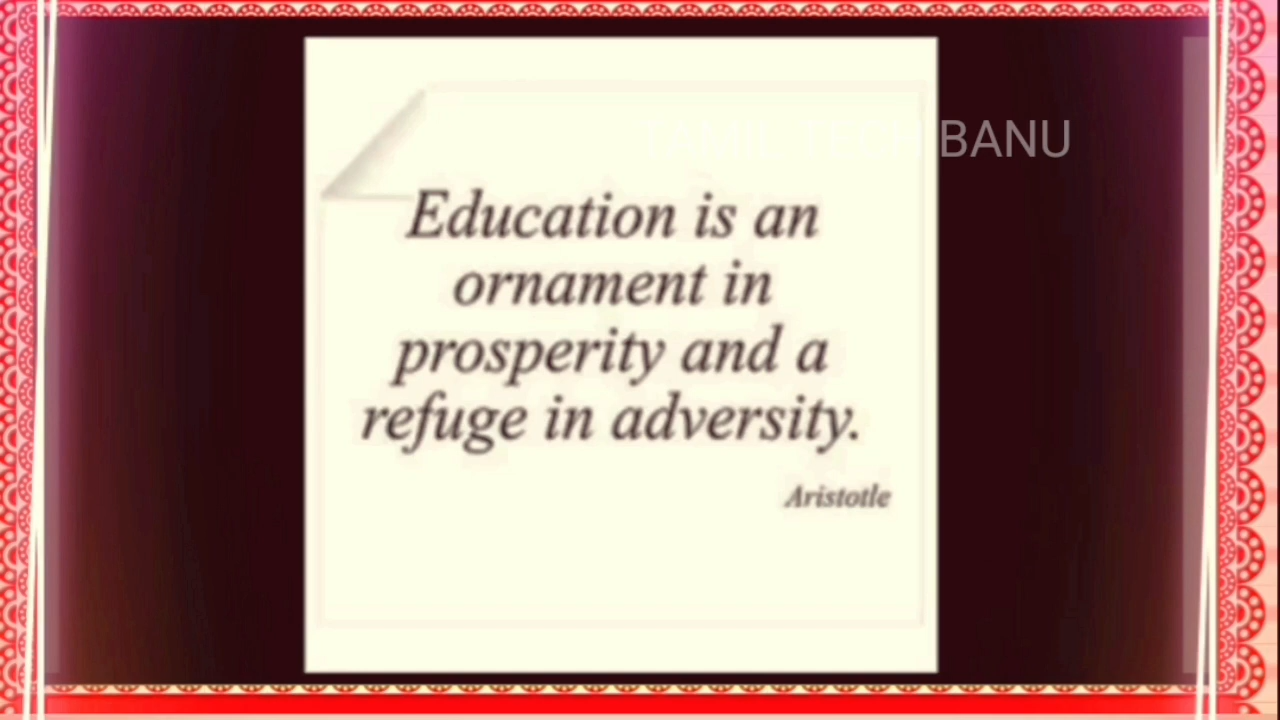 BANU
Education is an
ornament in
prosperity and a
refuge in adversity.
Aristotle